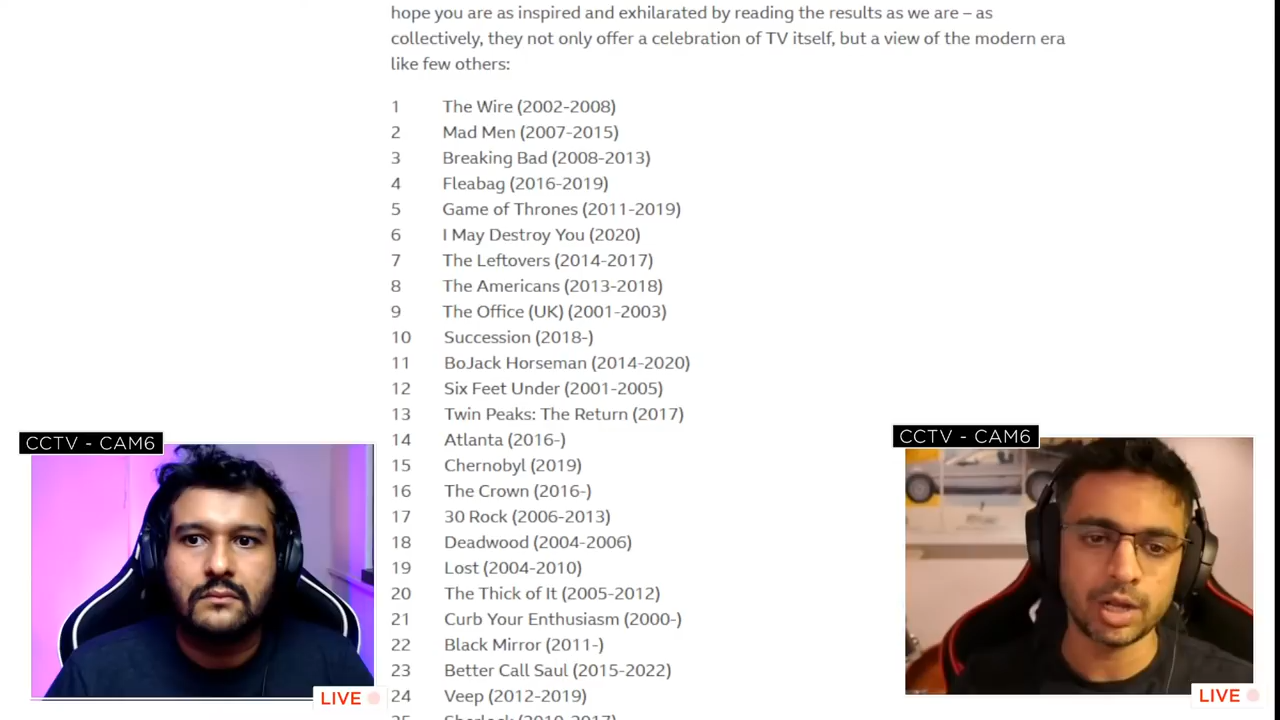 hope you are as inspired and exhilarated by reading the results as we are – as
collectively, they not only offer a celebration of TV itself, but a view of the modern era
like few others:
1 The Wire (2002-2008)
2 Mad Men (2007-2015)
3 Breaking Bad (2008-2013)
4 Fleabag (2016-2019)
5 Game of Thrones (2011-2019)
6 I May Destroy You (2020)
7 The Leftovers (2014-2017)
8 The Americans (2013-2018)
9 The Office (UK) (2001-2003)
10 Succession (2018-)
11 BoJack Horseman (2014-2020)
12 Six Feet Under (2001-2005)
13 Twin Peaks: The Return (2017)
14 Atlanta (2016-)
15 Chernobyl (2019)
16 The Crown (2016-)
17 30 Rock (2006-2013)
18 Deadwood (2004-2006)
19 Lost (2004-2010)
20 The Thick of It (2005-2012)
21 Curb Your Enthusiasm (2000-)
22 Black Mirror (2011-)
23 Better Call Saul (2015-2022)
24 Veep (2012-2019)
25 Sherlock (2010-2017)
CCTV - CAM6
LIVE
CCTV - CAM6
LIVE